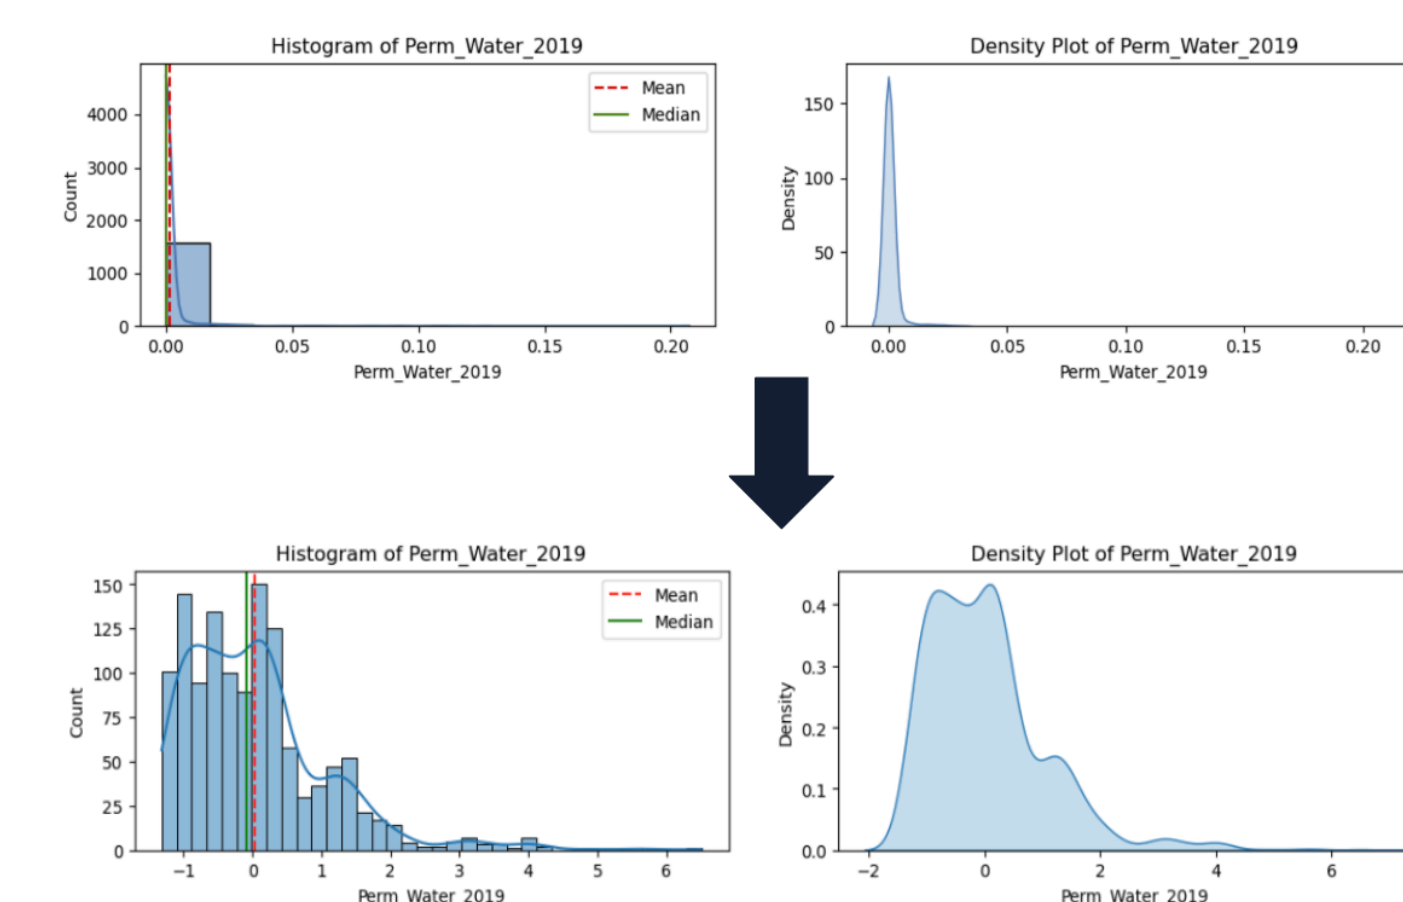 Histogram of Perm_Water_2019
Mean
Median
4000
3000
2000
1000
0
Count
0.00 0.05 0.10 0.15 0.20
Perm_Water_2019
Density Plot of Perm_Water_2019
150
100
50
0
Density
0.00 0.05 0.10 0.15 0.20
Perm_Water_2019
Histogram of Perm_Water_2019
Mean
Median
150
125
100
75
50
25
0
Count
−1 0 1 2 3 4 5 6
Perm_Water_2019
Density Plot of Perm_Water_2019
0.4
0.3
0.2
0.1
0.0
Density
−2 0 2 4 6
Perm_Water_2019